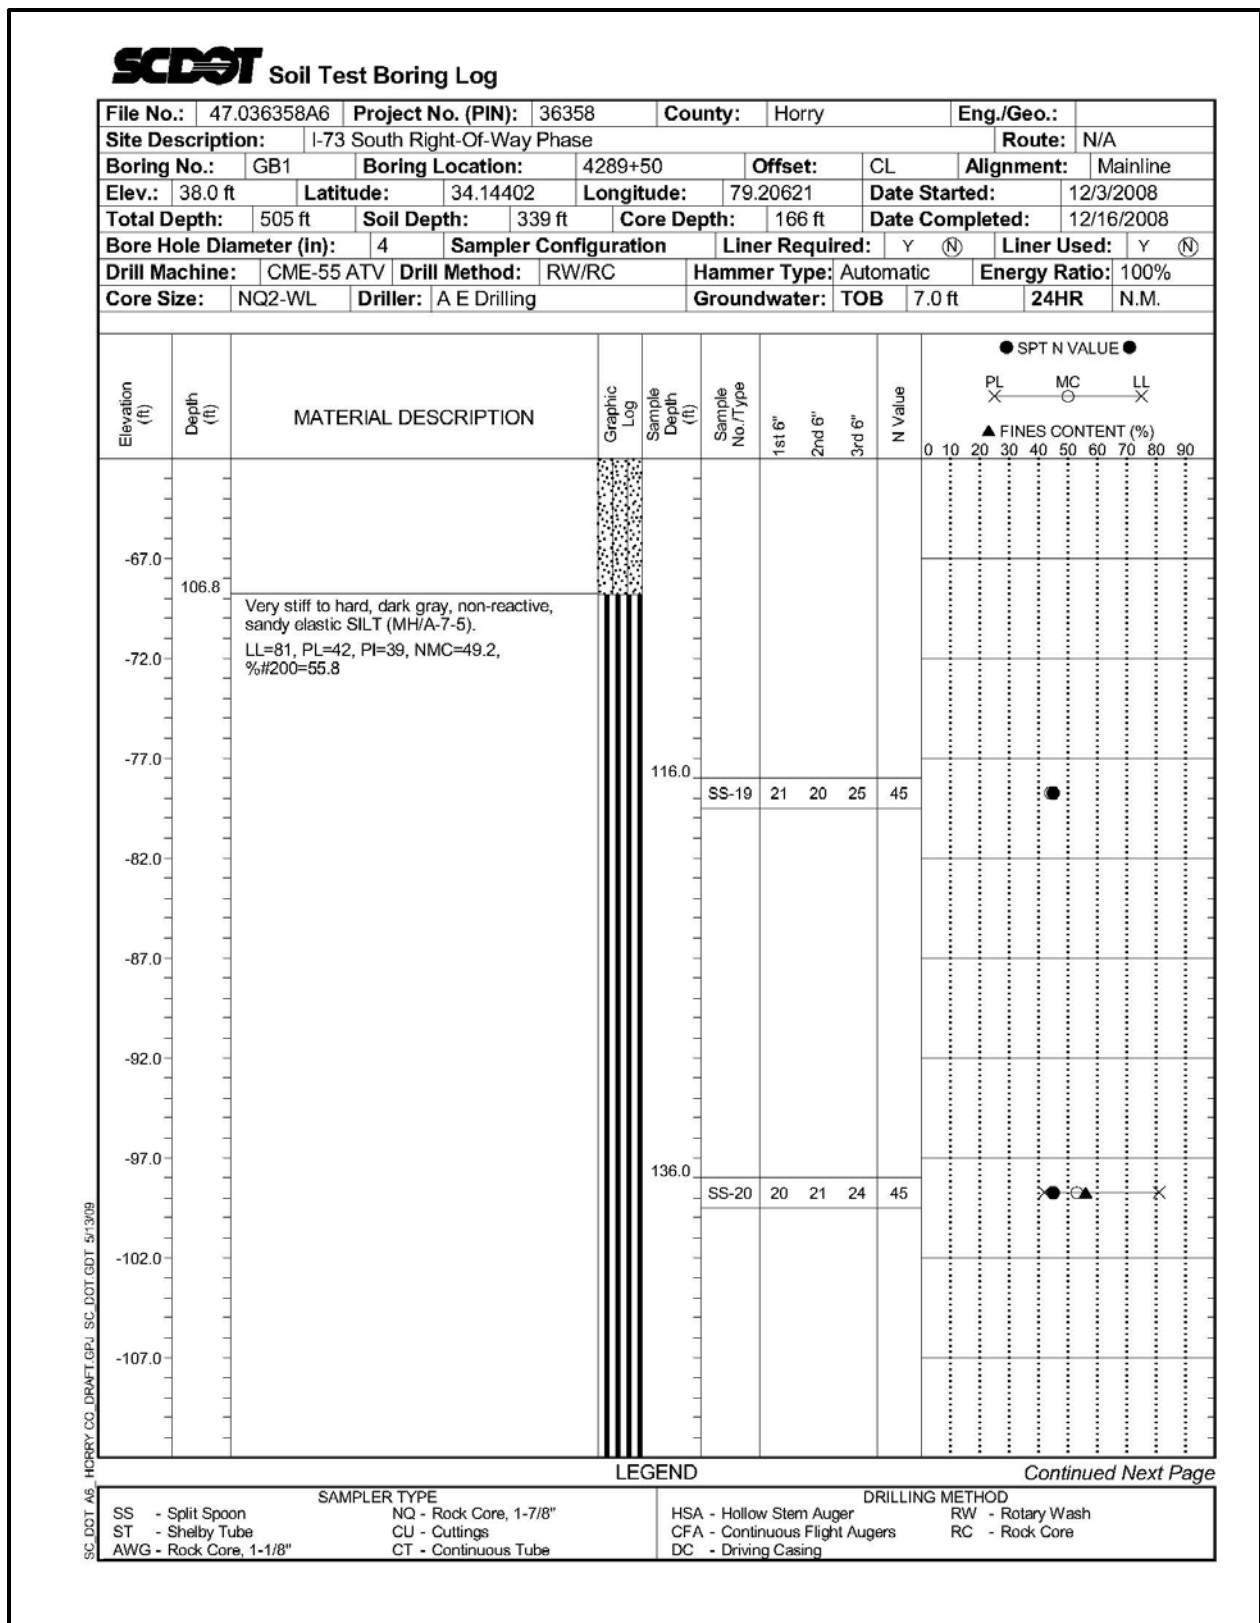 SCDOT Soil Test Boring Log
File No.: 47.036358A6 Project No. (PIN): 36358 County: Horry Eng./Geo.:
Site Description: I-73 South Right-Of-Way Phase Route: N/A
Boring No.: GB1 Boring Location: 4289+50 Offset: CL Alignment: Mainline
Elev.: 38.0 ft Latitude: 34.14402 Longitude: 79.20621 Date Started: 12/3/2008
Total Depth: 505 ft Soil Depth: 339 ft Core Depth: 166 ft Date Completed: 12/16/2008
Bore Hole Diameter (in): 4 Sampler Configuration Liner Required: Y N Liner Used: Y N
Drill Machine: CME-55 ATV Drill Method: RW/RC Hammer Type: Automatic Energy Ratio: 100%
Core Size: NQ2-WL Driller: A E Drilling Groundwater: TOB 7.0 ft 24HR N.M.
Elevation (ft) Depth (ft) MATERIAL DESCRIPTION Graphic Log Sample Depth (ft) Sample No./Type 1st 6" 2nd 6" 3rd 6" N Value
● SPT N VALUE ●
PL MC LL
▲ FINES CONTENT (%)
0 10 20 30 40 50 60 70 80 90
-67.0
106.8
Very stiff to hard, dark gray, non-reactive,
sandy elastic SILT (MH/A-7-5).
LL=81, PL=42, PI=39, NMC=49.2,
-72.0
%#200=55.8
-77.0
116.0
SS-19 21 20 25 45
-82.0
-87.0
-92.0
-97.0
136.0
SS-20 20 21 24 45
-102.0
-107.0
SC_DOT A6_ HORRY CO_DRAFT.GPJ SC_DOT.GDT 5/13/09
LEGEND
Continued Next Page
SAMPLER TYPE DRILLING METHOD
SS - Split Spoon NQ - Rock Core, 1-7/8" HSA - Hollow Stem Auger RW - Rotary Wash
ST - Shelby Tube CU - Cuttings CFA - Continuous Flight Augers RC - Rock Core
AWG - Rock Core, 1-1/8" CT - Continuous Tube DC - Driving Casing